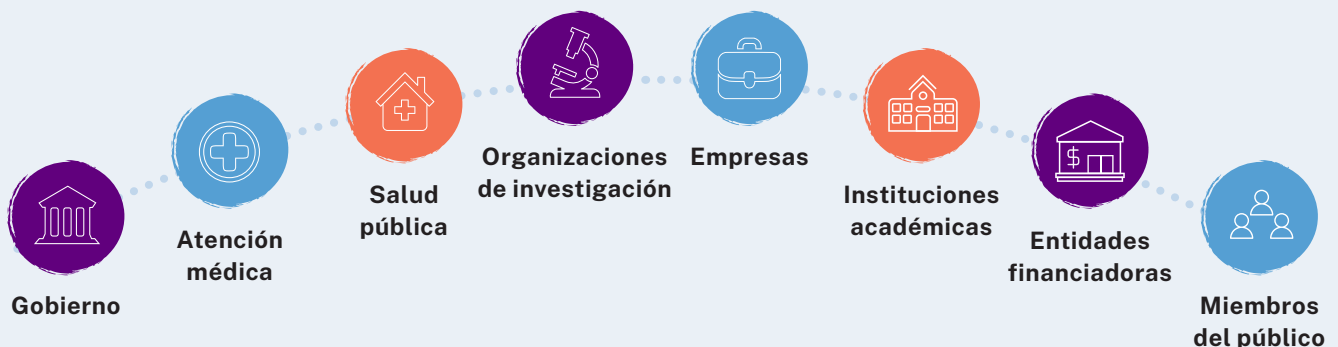 Gobierno
Atención
médica
Salud
pública
Organizaciones
de investigación
Empresas
Instituciones
académicas
$
Entidades
financiadoras
Miembros
del público